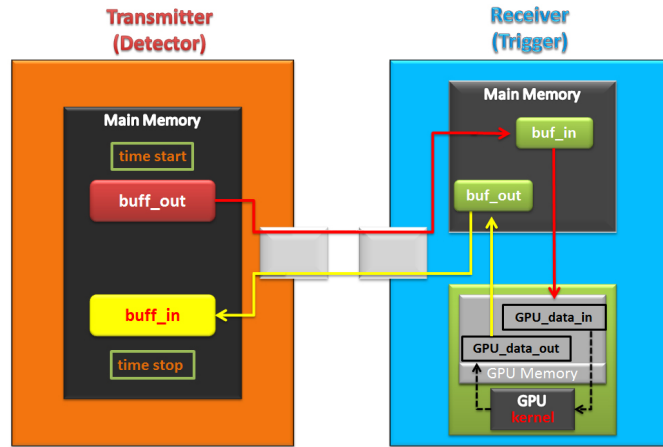 Transmitter
(Detector)
Main Memory
time start
buff_out
buff_in
time stop
Receiver
(Trigger)
Main Memory
buf_in
buf_out
GPU_data_in
GPU_data_out
GPU Memory
GPU
kernel